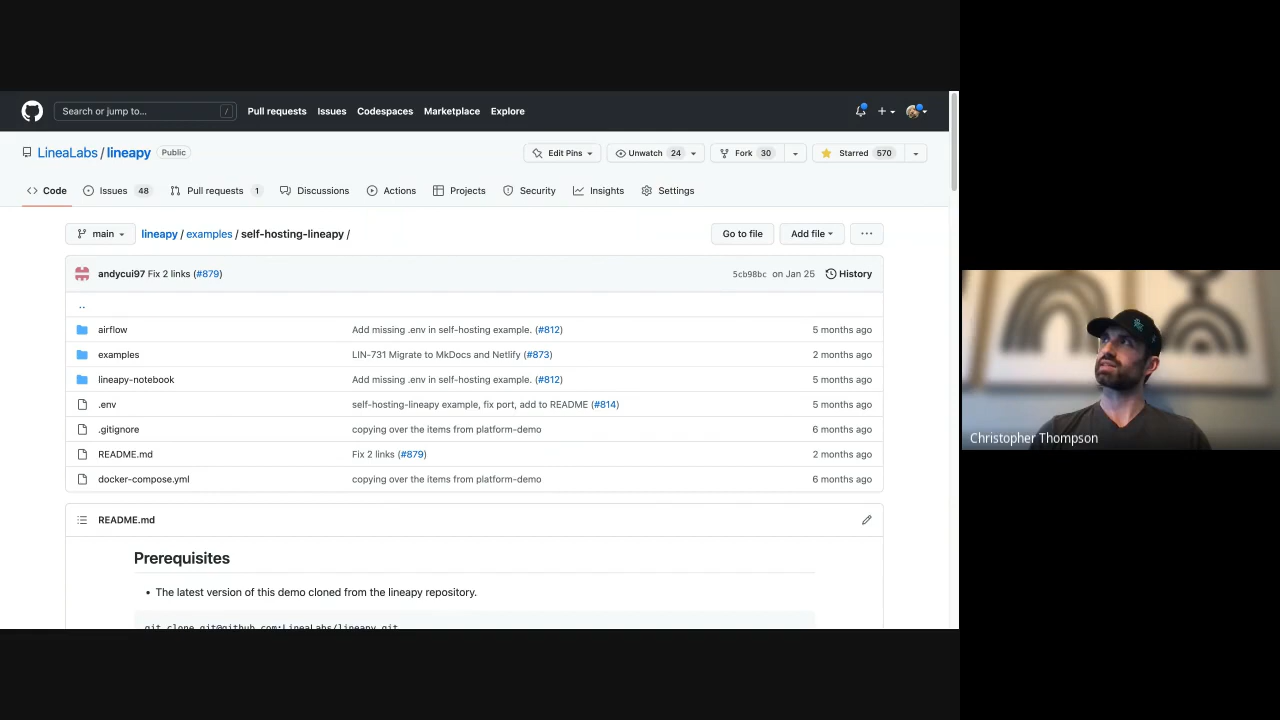 Search or jump to... /
Pull requests Issues Codespaces Marketplace Explore
LineaLabs / lineapy Public
Edit Pins Unwatch 24 Fork 30 Starred 570
Code Issues 48 Pull requests 1 Discussions Actions Projects Security Insights Settings
main lineapy / examples / self-hosting-lineapy / Go to file Add file ...
andycui97 Fix 2 links (#879) 5cb98bc on Jan 25 History
..
airflow Add missing .env in self-hosting example. (#812) 5 months ago
examples LIN-731 Migrate to MkDocs and Netlify (#873) 2 months ago
lineapy-notebook Add missing .env in self-hosting example. (#812) 5 months ago
.env self-hosting-lineapy example, fix port, add to README (#814) 5 months ago
.gitignore copying over the items from platform-demo 6 months ago
README.md Fix 2 links (#879) 2 months ago
docker-compose.yml copying over the items from platform-demo 6 months ago
README.md
Prerequisites
• The latest version of this demo cloned from the lineapy repository.
git clone git@github.com:LineaLabs/lineapy.git
Christopher Thompson